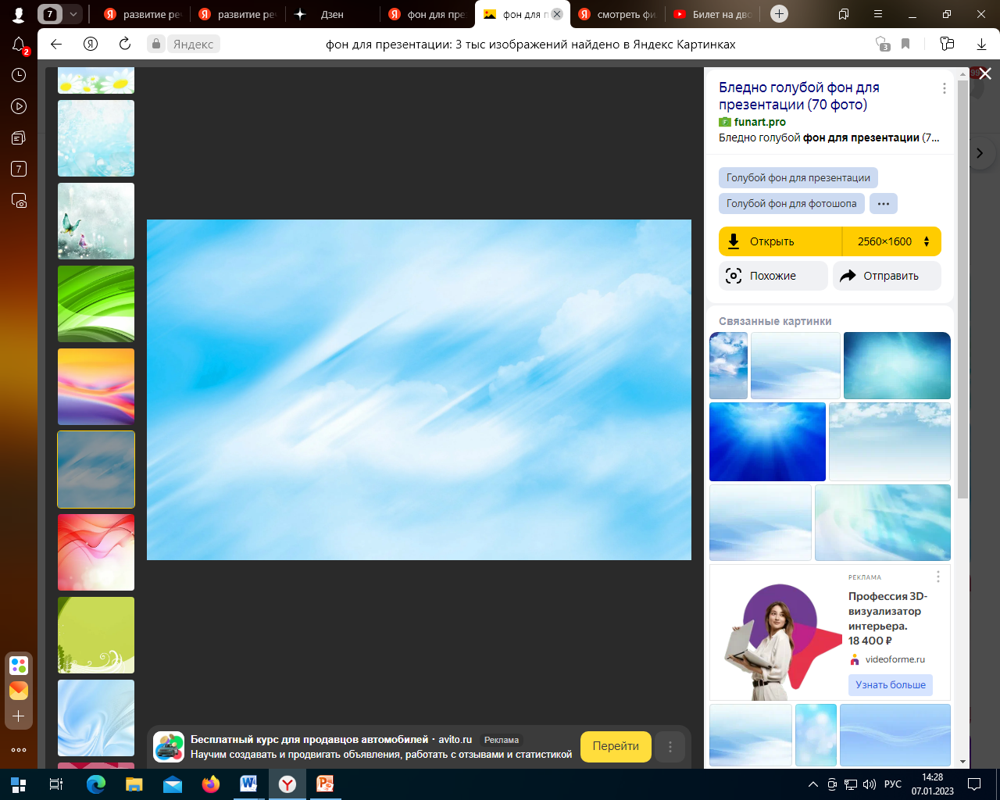 7
развитие реч
развитие реч
Дзен
фон для пре
фон для п
смотреть фи
Билет на дво
2
Яндекс
фон для презентации: 3 тыс изображений найдено в Яндекс Картинках
3
7
Бледно голубой фон для
презентации (70 фото)
funart.pro
Бледно голубой фон для презентации (7...
Голубой фон для презентации
Голубой фон для фотошопа
Открыть
2560×1600
Похожие
Отправить
Связанные картинки
РЕКЛАМА
Профессия 3D-
визуализатор
интерьера.
18 400 ₽
videoforme.ru
Узнать больше
Бесплатный курс для продавцов автомобилей · avito.ru Реклама
Научим создавать и продвигать объявления, работать с отзывами и статистикой
Перейти
РУС
14:28
07.01.2023